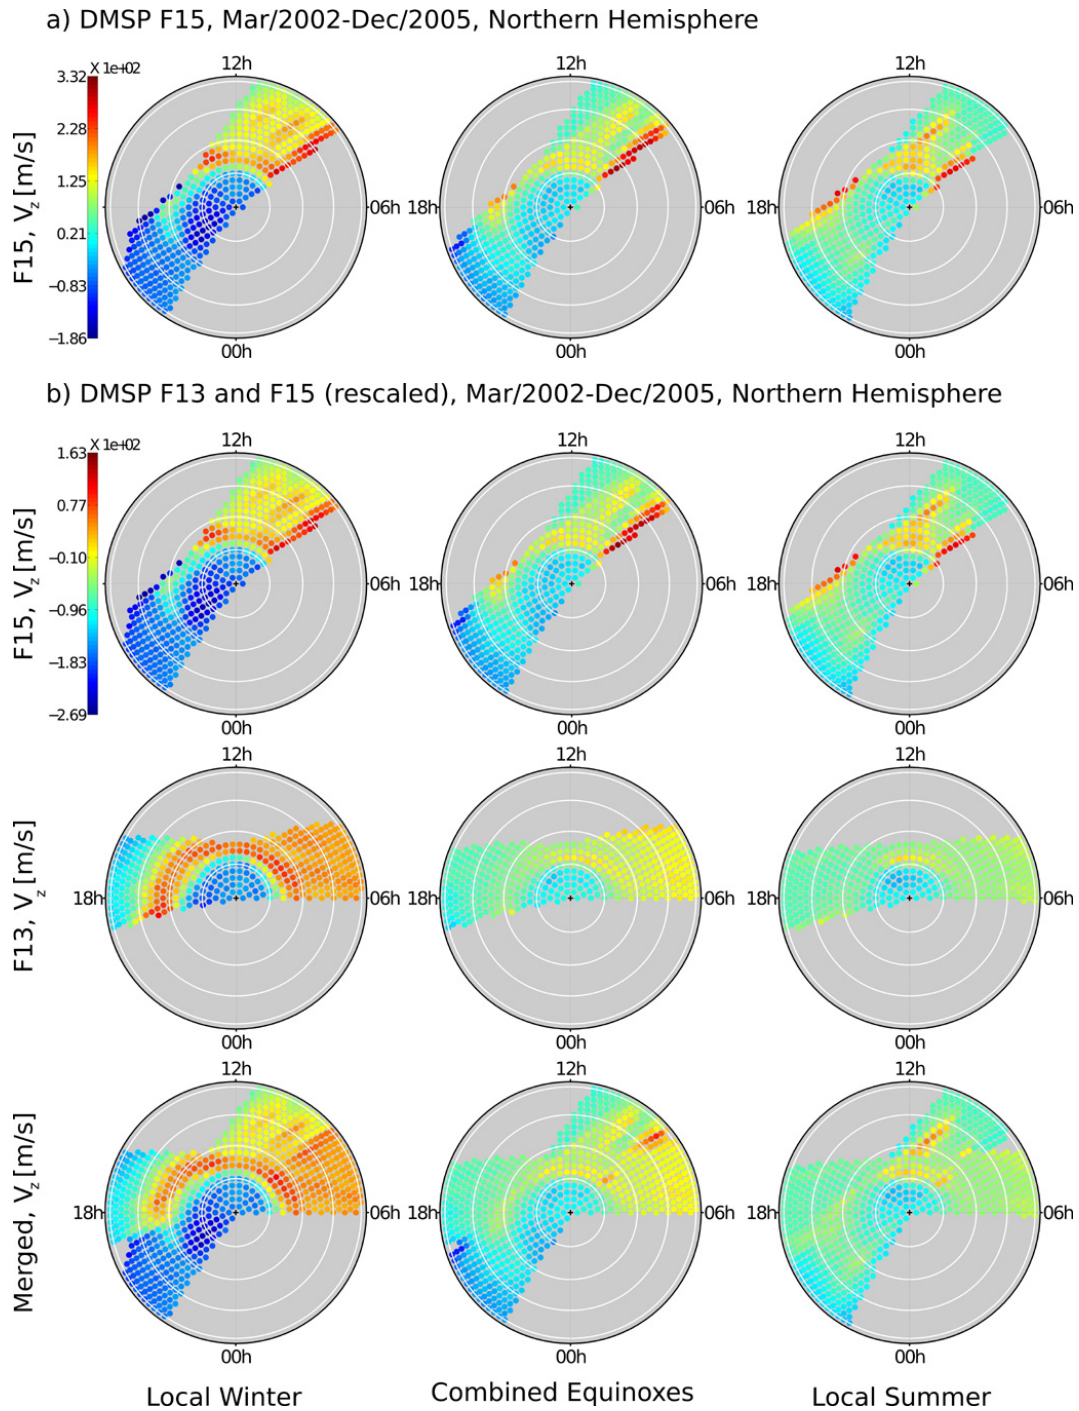 a) DMSP F15, Mar/2002-Dec/2005, Northern Hemisphere
X 1e+02
3.32
2.28
1.25
0.21
−0.83
−1.86
F15, Vz [m/s]
12h
06h
00h
12h
18h
06h
00h
12h
18h
06h
00h
b) DMSP F13 and F15 (rescaled), Mar/2002-Dec/2005, Northern Hemisphere
X 1e+02
1.63
0.77
−0.10
−0.96
−1.83
−2.69
F15, Vz [m/s]
12h
06h
00h
12h
18h
06h
00h
12h
18h
06h
00h
F13, Vz [m/s]
12h
18h
06h
00h
12h
18h
06h
00h
12h
18h
06h
00h
Merged, Vz [m/s]
12h
18h
06h
00h
12h
18h
06h
00h
12h
18h
06h
00h
Local Winter
Combined Equinoxes
Local Summer